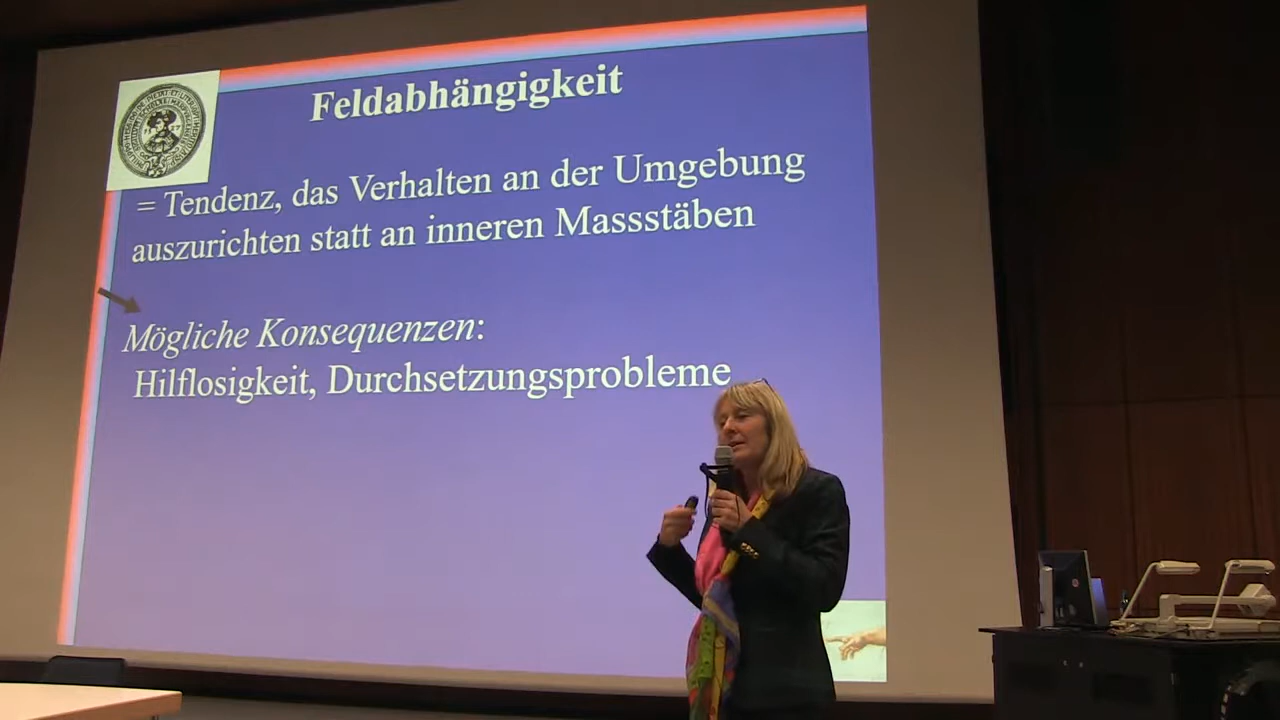 Feldabhängigkeit
= Tendenz, das Verhalten an der Umgebung
auszurichten statt an inneren Massstäben
Mögliche Konsequenzen:
Hilflosigkeit, Durchsetzungsprobleme